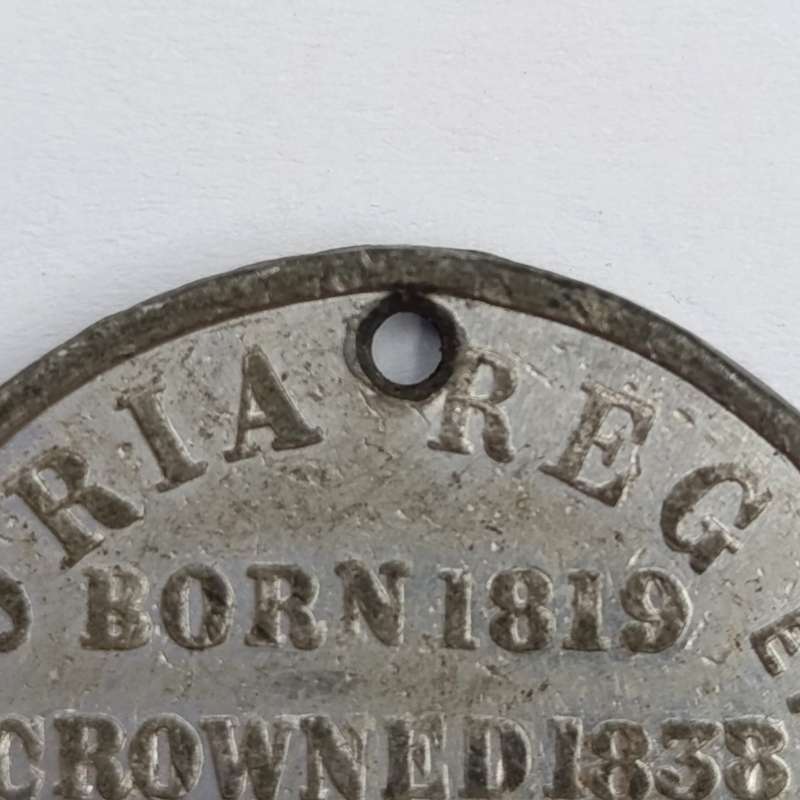 RIA REG
BORN 1819
CROWNED 1838